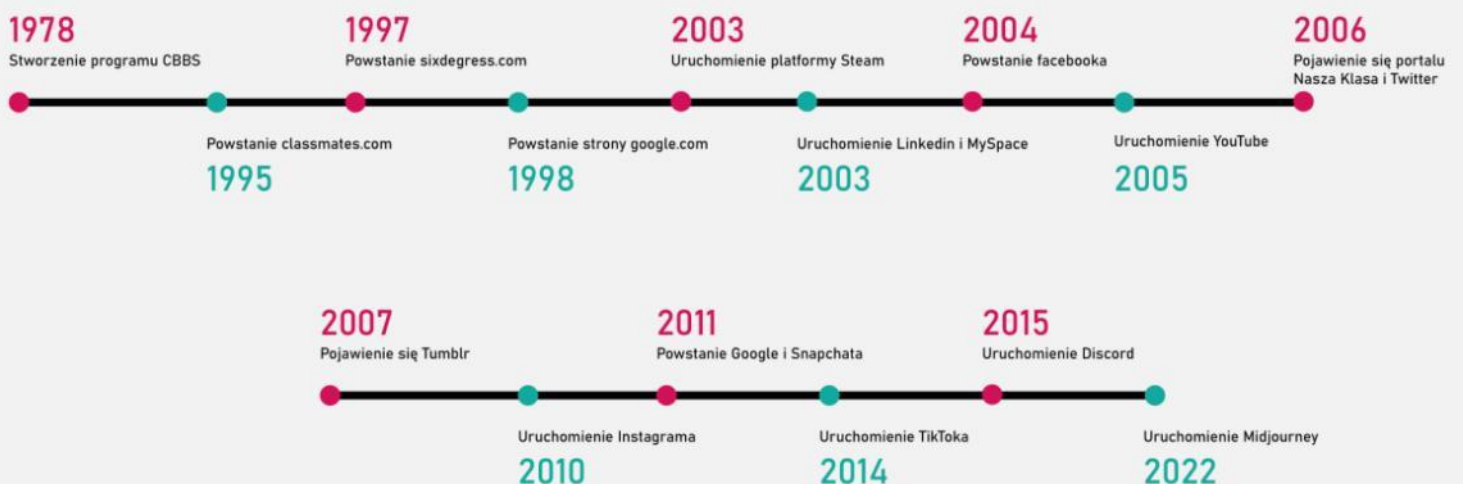 1978
Stworzenie programu CBBS
1997
Powstanie sixdegress.com
2003
Uruchomienie platformy Steam
2004
Powstanie facebooka
2006
Pojawienie się portalu
Nasza Klasa i Twitter
Powstanie classmates.com
1995
Powstanie strony google.com
1998
Uruchomienie Linkedin i MySpace
2003
Uruchomienie YouTube
2005
2007
Pojawienie się Tumblr
2011
Powstanie Google i Snapchata
2015
Uruchomienie Discord
Uruchomienie Instagrama
2010
Uruchomienie TikToka
2014
Uruchomienie Midjourney
2022